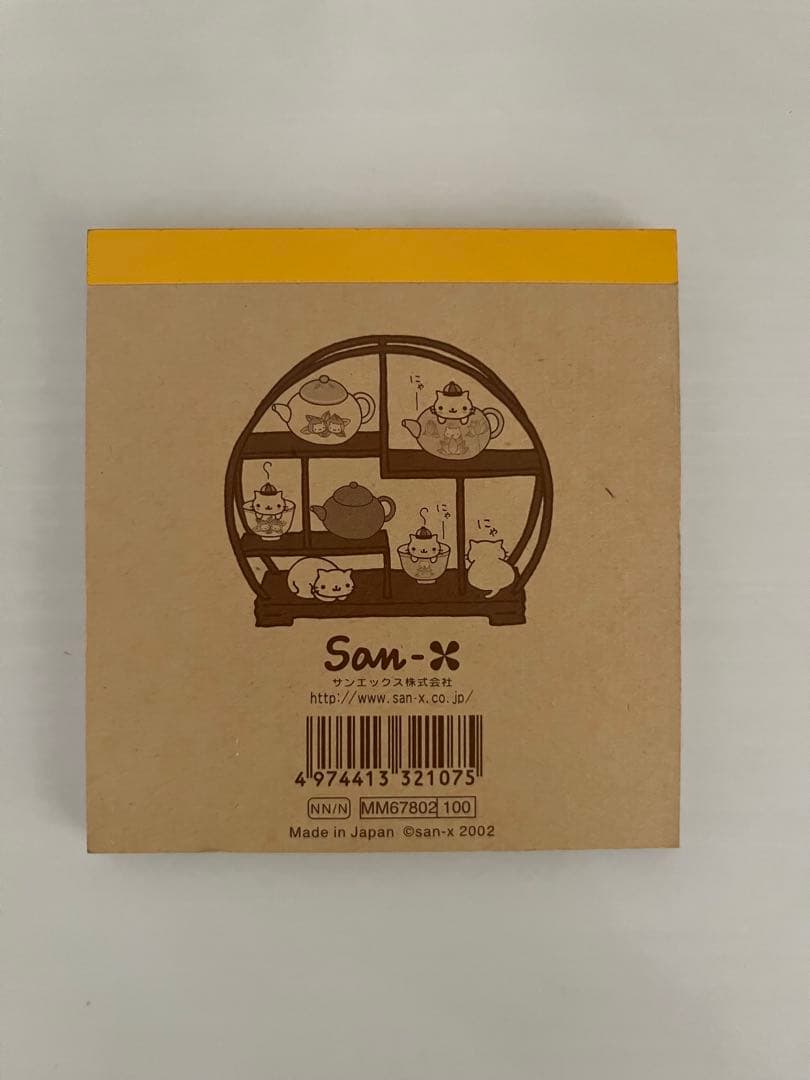 にゃー
にゃー
にゃ
San-X
サンエックス株式会社
http://www.san-x.co.jp/
4 974413 321075
NN/N MM67802 100
Made in Japan ©san-x 2002